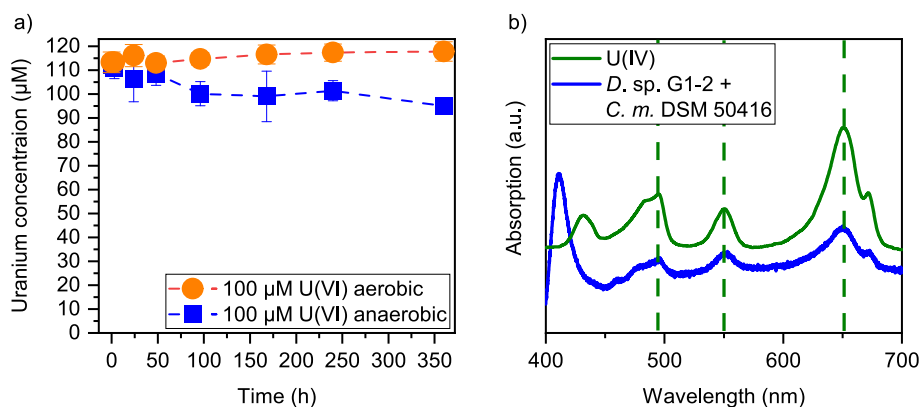 a)
Uranium concentraion (µM)
120
110
100
90
80
70
60
50
40
30
20
10
0
100 µM U(VI) aerobic
100 µM U(VI) anaerobic
0 50 100 150 200 250 300 350
Time (h)
b)
Absorption (a.u.)
U(IV)
D. sp. G1-2 +
C. m. DSM 50416
400 500 600 700
Wavelength (nm)